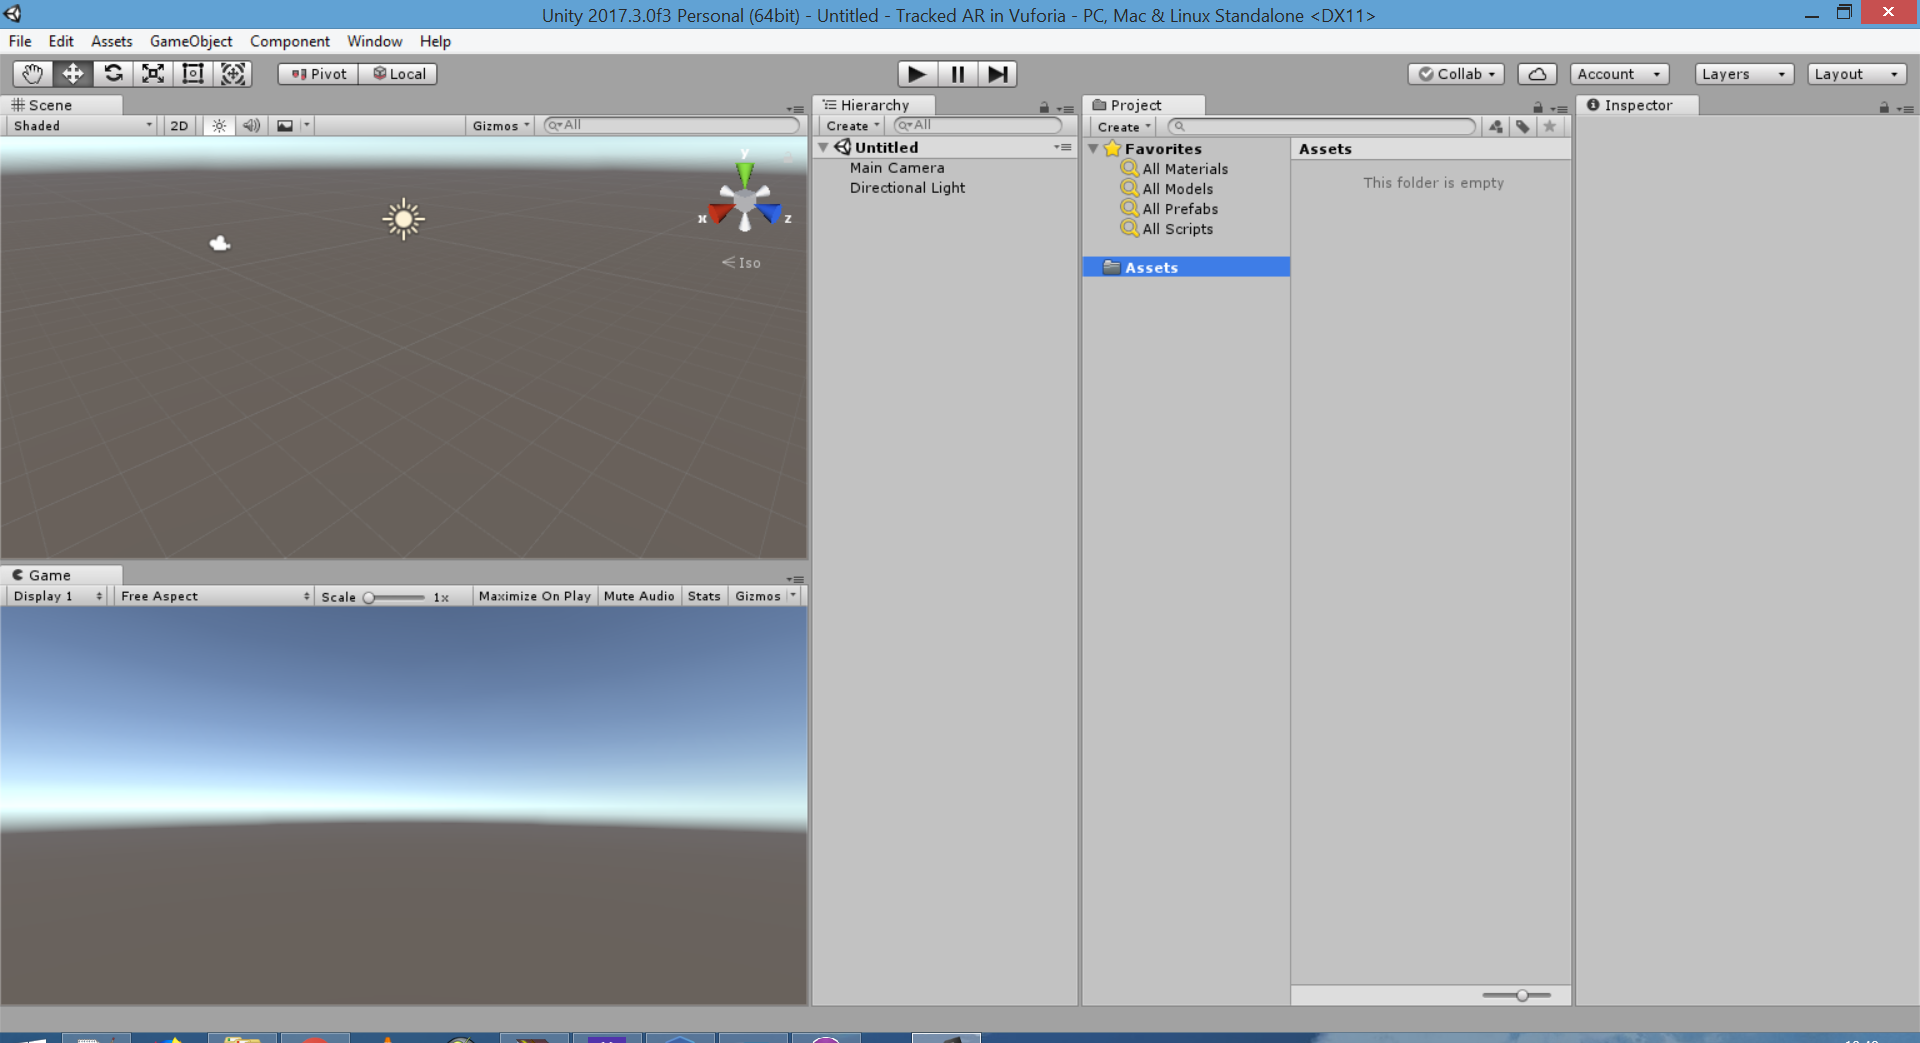 Unity 2017.3.0f3 Personal (64bit) - Untitled - Tracked AR in Vuforia - PC, Mac & Linux Standalone <DX11>
File Edit Assets GameObject Component Window Help
Pivot Local Collab Account Layers Layout
Scene
Shaded 2D Gizmos All
y
x z
Iso
Hierarchy
Create All
Untitled
Main Camera
Directional Light
Project
Create
Favorites
All Materials
All Models
All Prefabs
All Scripts
Assets
Assets
This folder is empty
Inspector
Game
Display 1 Free Aspect Scale 1x Maximize On Play Mute Audio Stats Gizmos